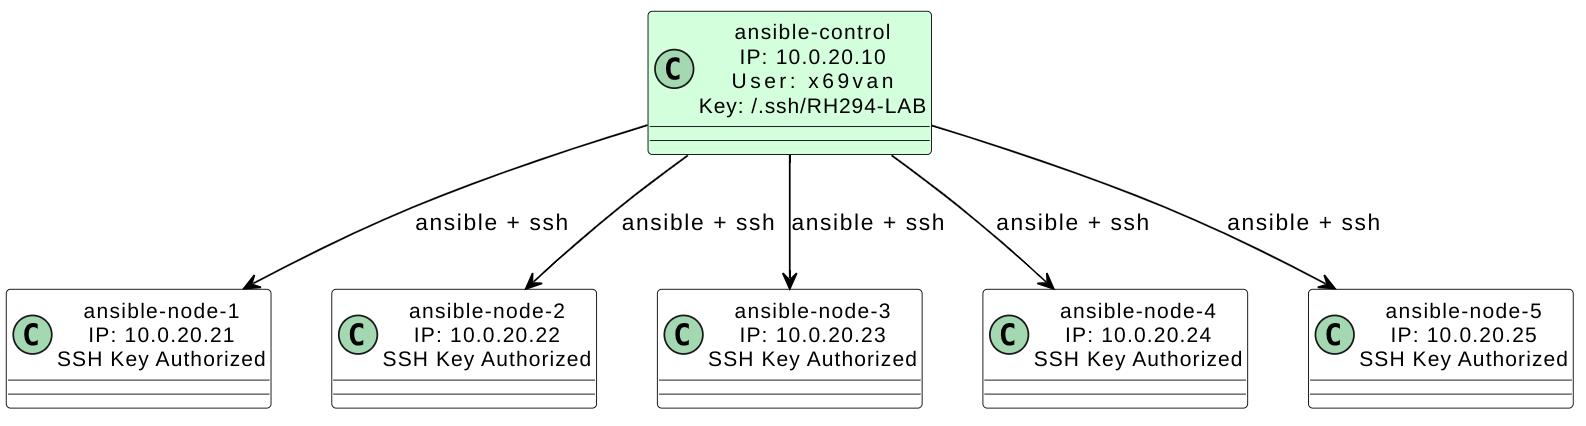 ansible-control
IP: 10.0.20.10
User: x69van
Key: /.ssh/RH294-LAB
C
ansible + ssh
ansible + ssh
ansible + ssh
ansible + ssh
ansible + ssh
C
ansible-node-1
IP: 10.0.20.21
SSH Key Authorized
C
ansible-node-2
IP: 10.0.20.22
SSH Key Authorized
C
ansible-node-3
IP: 10.0.20.23
SSH Key Authorized
C
ansible-node-4
IP: 10.0.20.24
SSH Key Authorized
C
ansible-node-5
IP: 10.0.20.25
SSH Key Authorized